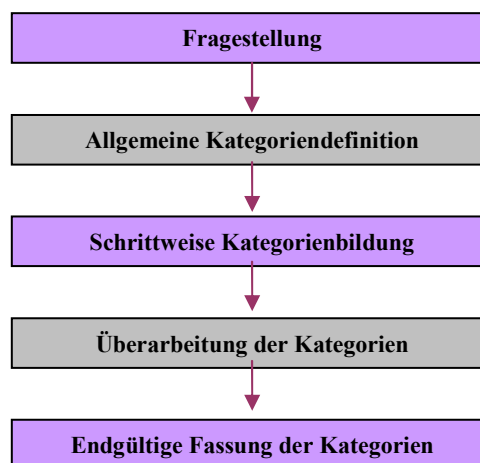 Fragestellung
Allgemeine Kategoriendefinition
Schrittweise Kategorienbildung
Überarbeitung der Kategorien
Endgültige Fassung der Kategorien